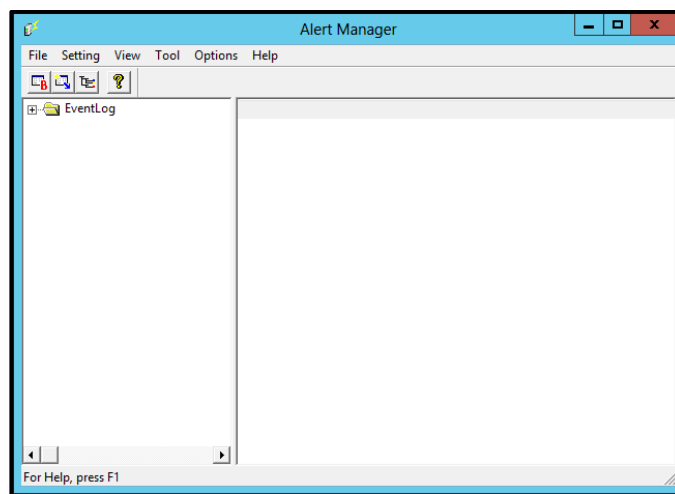 Alert Manager
File Setting View Tool Options Help
EventLog
For Help, press F1